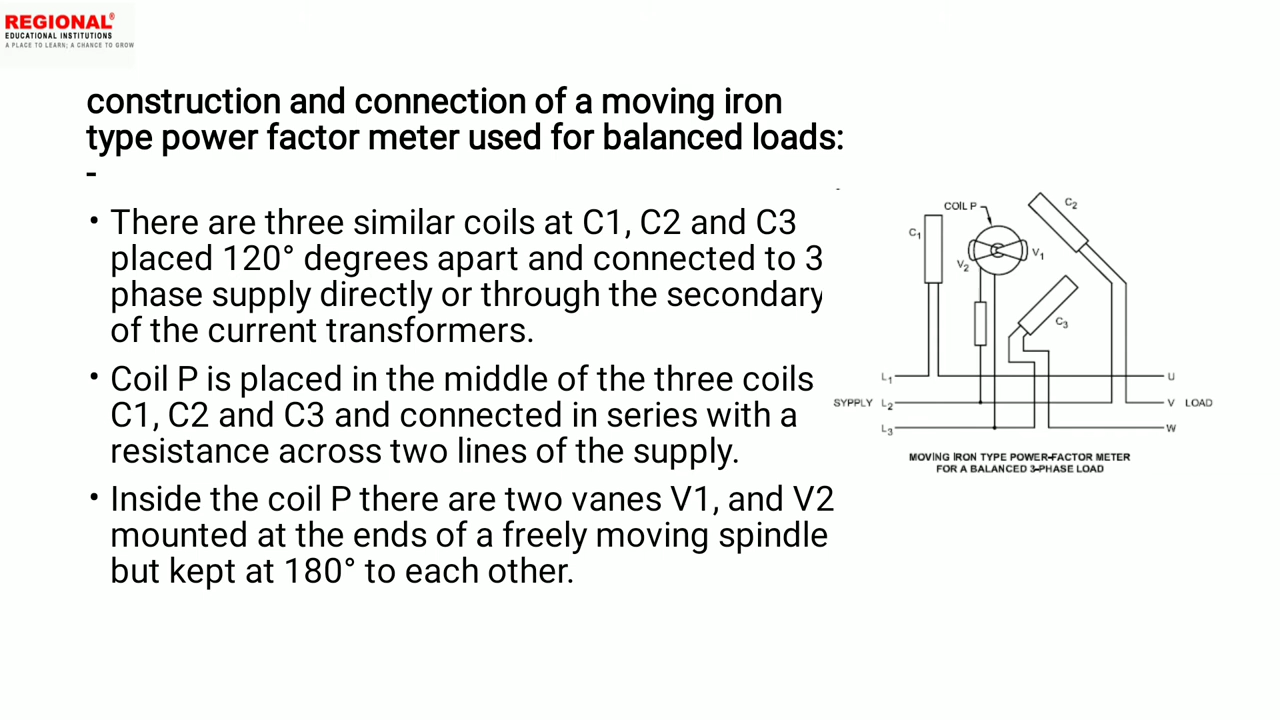 REGIONAL®
EDUCATIONAL INSTITUTIONS
A PLACE TO LEARN; A CHANCE TO GROW
construction and connection of a moving iron
type power factor meter used for balanced loads:
-
• There are three similar coils at C1, C2 and C3
placed 120° degrees apart and connected to 3
phase supply directly or through the secondary
of the current transformers.
• Coil P is placed in the middle of the three coils
C1, C2 and C3 and connected in series with a
resistance across two lines of the supply.
• Inside the coil P there are two vanes V1, and V2
mounted at the ends of a freely moving spindle
but kept at 180° to each other.
COIL P
C1
C2
V1
V2
C3
L1 U
SYPPLY L2 V LOAD
L3 W
MOVING IRON TYPE POWER-FACTOR METER
FOR A BALANCED 3-PHASE LOAD